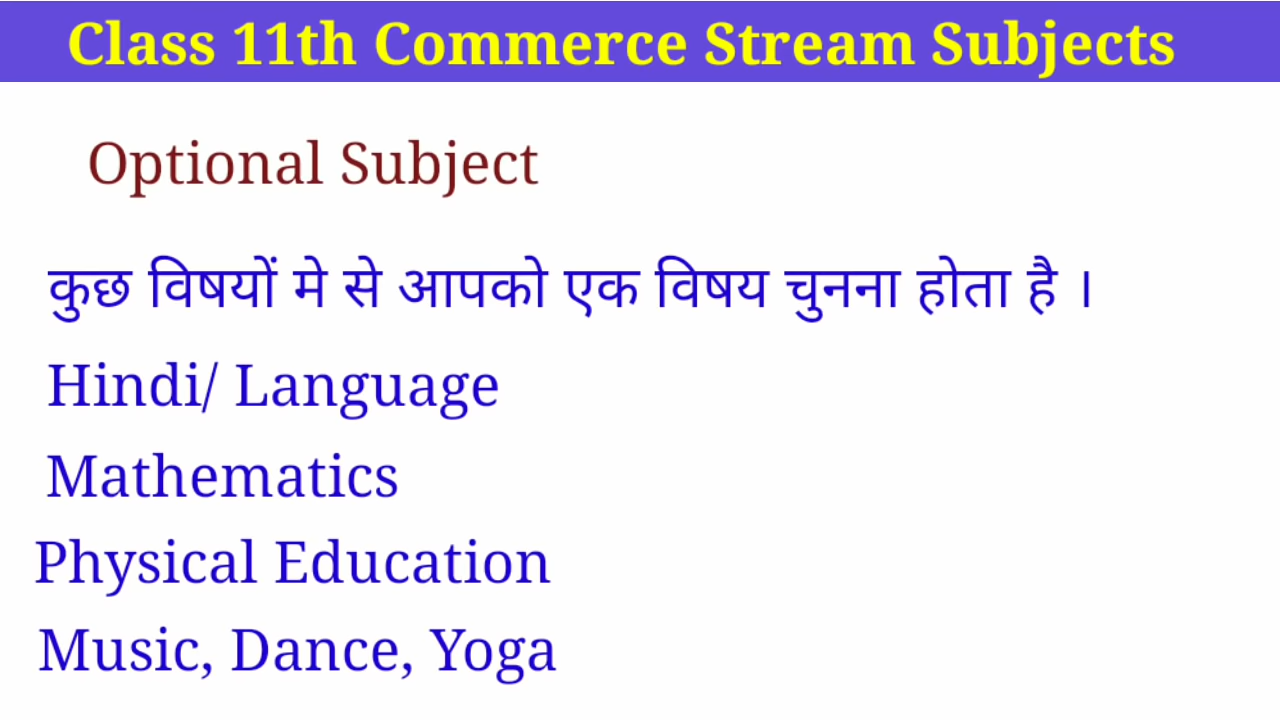 Class 11th Commerce Stream Subjects
Optional Subject
कुछ विषयों मे से आपको एक विषय चुनना होता है ।
Hindi/ Language
Mathematics
Physical Education
Music, Dance, Yoga